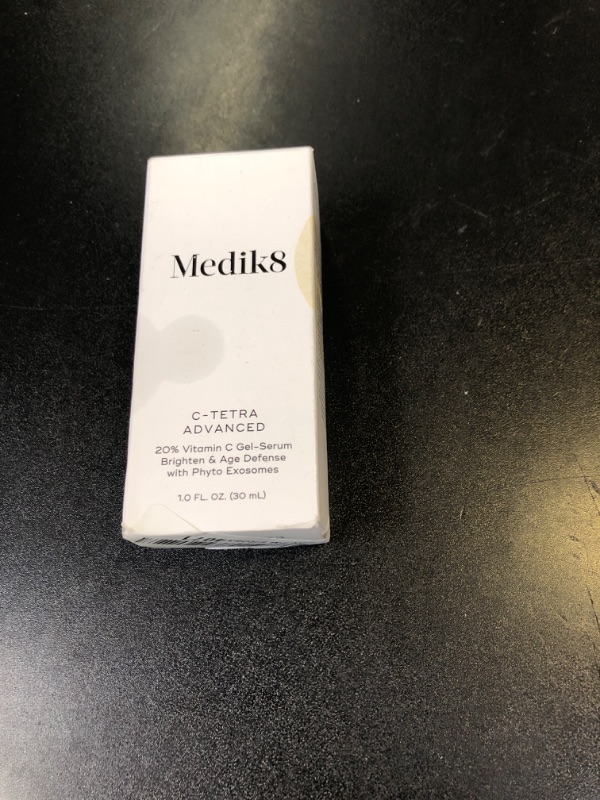 Medik8
C-TETRA
ADVANCED
20% Vitamin C Gel-Serum
Brighten & Age Defense
with Phyto Exosomes
1.0 FL. OZ. (30 mL)